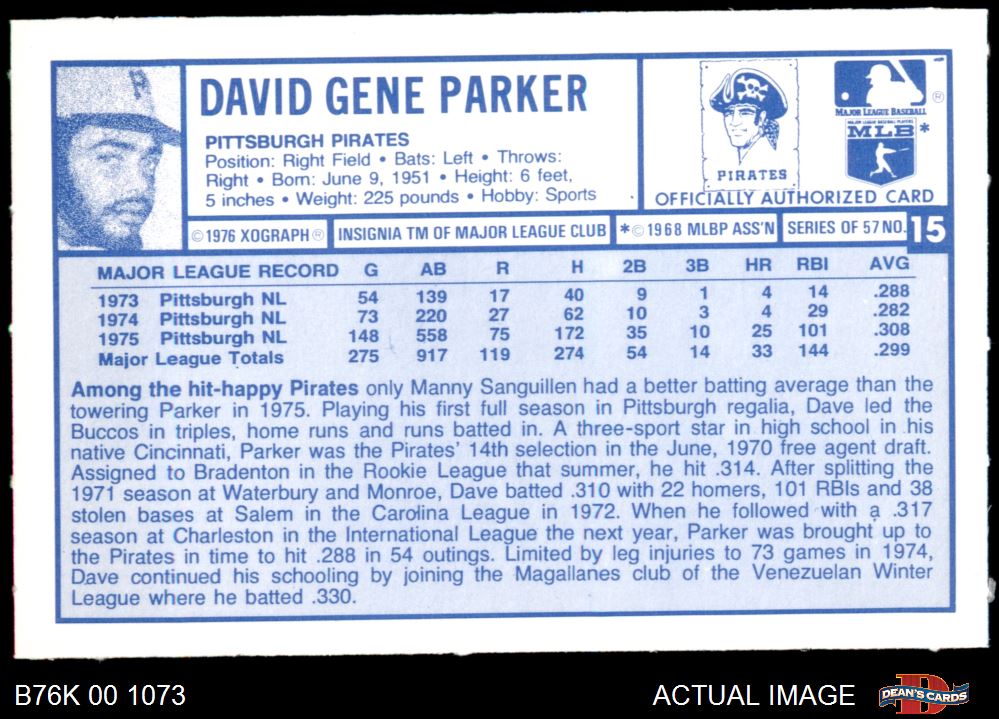 DAVID GENE PARKER
PITTSBURGH PIRATES
Position: Right Field • Bats: Left • Throws:
Right • Born: June 9, 1951 • Height: 6 feet,
5 inches • Weight: 225 pounds • Hobby: Sports
P
PIRATES
®
MAJOR LEAGUE BASEBALL
MAJOR LEAGUE BASEBALL PLAYERS
MLB *
OFFICIALLY AUTHORIZED CARD
©1976 XOGRAPH® INSIGNIA TM OF MAJOR LEAGUE CLUB *©1968 MLBP ASS'N SERIES OF 57 NO. 15
MAJOR LEAGUE RECORD G AB R H 2B 3B HR RBI AVG
1973 Pittsburgh NL 54 139 17 40 9 1 4 14 .288
1974 Pittsburgh NL 73 220 27 62 10 3 4 29 .282
1975 Pittsburgh NL 148 558 75 172 35 10 25 101 .308
Major League Totals 275 917 119 274 54 14 33 144 .299
Among the hit-happy Pirates only Manny Sanguillen had a better batting average than the
towering Parker in 1975. Playing his first full season in Pittsburgh regalia, Dave led the
Buccos in triples, home runs and runs batted in. A three-sport star in high school in his
native Cincinnati, Parker was the Pirates' 14th selection in the June, 1970 free agent draft.
Assigned to Bradenton in the Rookie League that summer, he hit .314. After splitting the
1971 season at Waterbury and Monroe, Dave batted .310 with 22 homers, 101 RBIs and 38
stolen bases at Salem in the Carolina League in 1972. When he followed with a .317
season at Charleston in the International League the next year, Parker was brought up to
the Pirates in time to hit .288 in 54 outings. Limited by leg injuries to 73 games in 1974,
Dave continued his schooling by joining the Magallanes club of the Venezuelan Winter
League where he batted .330.
B76K 00 1073 ACTUAL IMAGE DEAN'S CARDS